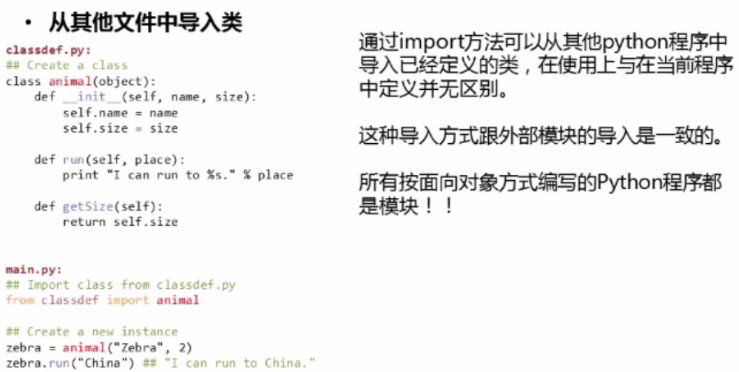 • 从其他文件中导入类
classdef.py:
## Create a class
class animal(object):
    def __init__(self, name, size):
        self.name = name
        self.size = size

    def run(self, place):
        print "I can run to %s." % place

    def getSize(self):
        return self.size

main.py:
## Import class from classdef.py
from classdef import animal

## Create a new instance
zebra = animal("Zebra", 2)
zebra.run("China") ## "I can run to China."

通过import方法可以从其他python程序中
导入已经定义的类，在使用上与在当前程序
中定义并无区别。

这种导入方式跟外部模块的导入是一致的。

所有按面向对象方式编写的Python程序都
是模块！！